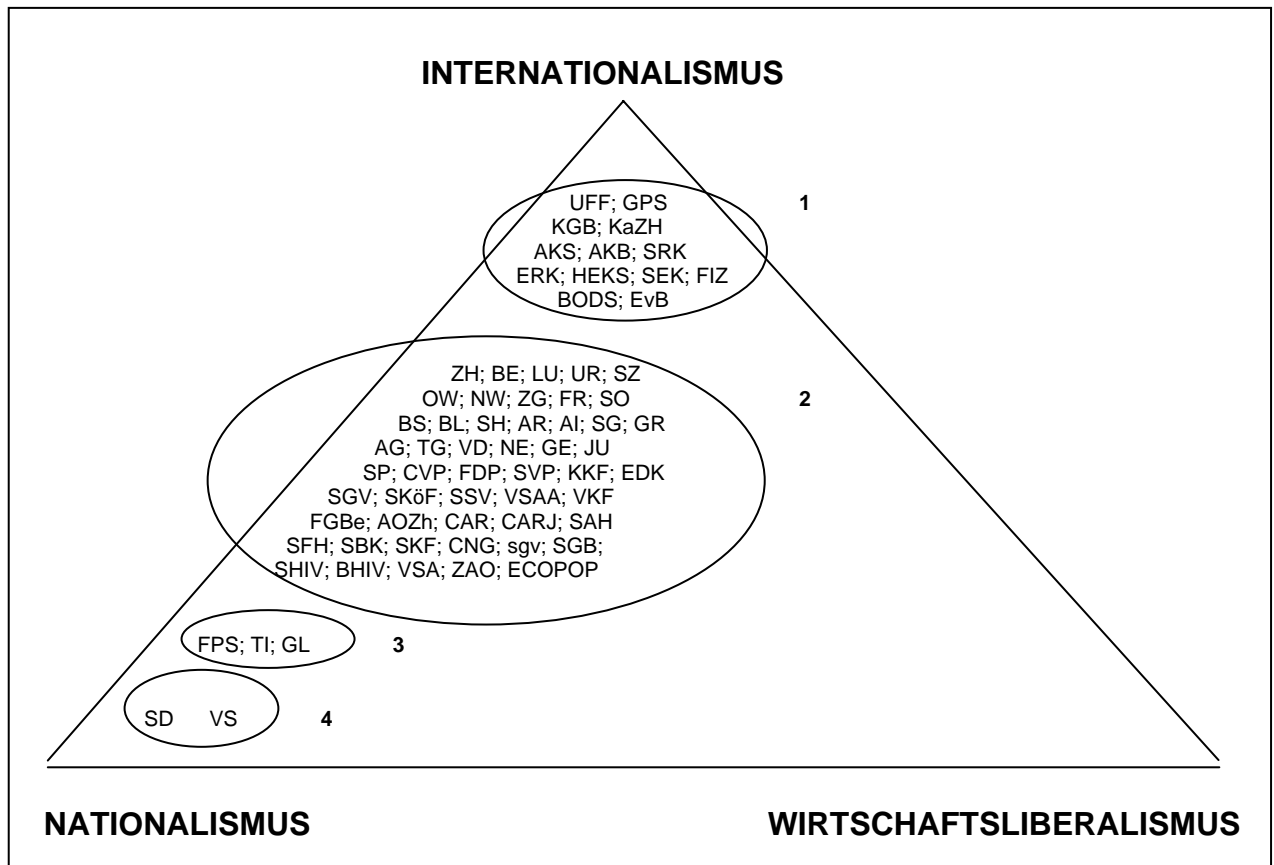 INTERNATIONALISMUS
UFF; GPS 1
KGB; KaZH
AKS; AKB; SRK
ERK; HEKS; SEK; FIZ
BODS; EvB
ZH; BE; LU; UR; SZ
OW; NW; ZG; FR; SO 2
BS; BL; SH; AR; AI; SG; GR
AG; TG; VD; NE; GE; JU
SP; CVP; FDP; SVP; KKF; EDK
SGV; SKöF; SSV; VSAA; VKF
FGBe; AOZh; CAR; CARJ; SAH
SFH; SBK; SKF; CNG; sgv; SGB;
SHIV; BHIV; VSA; ZAO; ECOPOP
FPS; TI; GL 3
SD VS 4
NATIONALISMUS WIRTSCHAFTSLIBERALISMUS